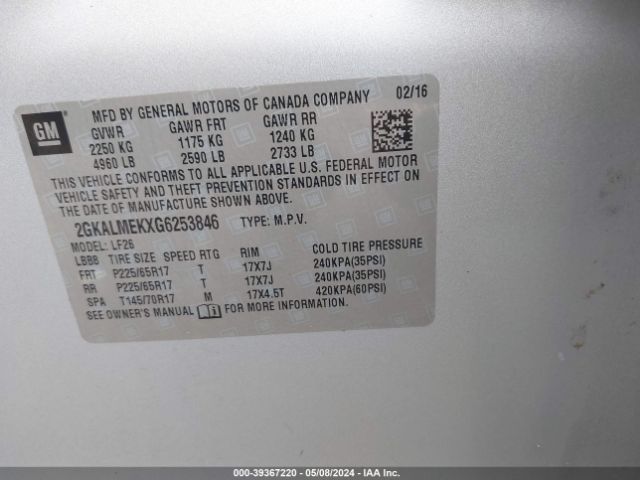 GM
MFD BY GENERAL MOTORS OF CANADA COMPANY 02/16
GVWR GAWR FRT GAWR RR
2250 KG 1175 KG 1240 KG
4960 LB 2590 LB 2733 LB
THIS VEHICLE CONFORMS TO ALL APPLICABLE U.S. FEDERAL MOTOR
VEHICLE SAFETY AND THEFT PREVENTION STANDARDS IN EFFECT ON
THE DATE OF MANUFACTURE SHOWN ABOVE.
2GKALMEKXG6253846 TYPE: M.P.V.
MODEL: LF26
LBBB TIRE SIZE SPEED RTG RIM COLD TIRE PRESSURE
FRT P225/65R17 T 17X7J 240KPA(35PSI)
RR P225/65R17 T 17X7J 240KPA(35PSI)
SPA T145/70R17 M 17X4.5T 420KPA(60PSI)
SEE OWNER'S MANUAL FOR MORE INFORMATION.
000-39367220 - 05/08/2024 - IAA Inc.